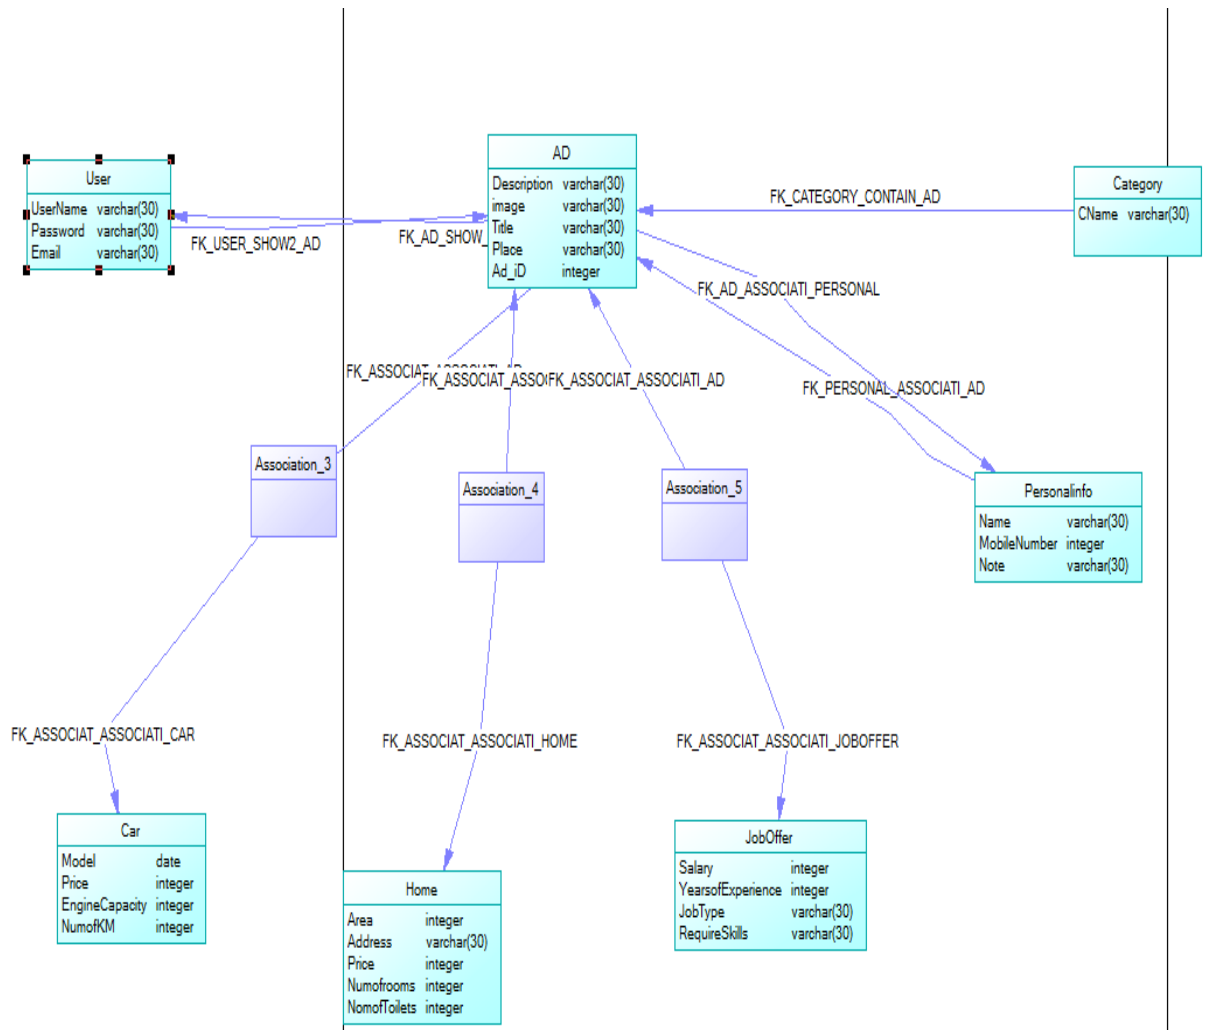 AD
User
Category
Description varchar(30)
image varchar(30)
Title varchar(30)
Place varchar(30)
Ad_iD integer
UserName varchar(30)
Password varchar(30)
Email varchar(30)
CName varchar(30)
FK_CATEGORY_CONTAIN_AD
FK_USER_SHOW2_AD
FK_AD_SHOW_
FK_AD_ASSOCIATI_PERSONAL
FK_ASSOCIAT_ASSOCIATI_AD
FK_ASSOCIAT_ASSOC
FK_ASSOCIAT_ASSOCIATI_AD
FK_PERSONAL_ASSOCIATI_AD
Association_3
Association_4
Association_5
Personalinfo
Name varchar(30)
MobileNumber integer
Note varchar(30)
FK_ASSOCIAT_ASSOCIATI_CAR
FK_ASSOCIAT_ASSOCIATI_HOME
FK_ASSOCIAT_ASSOCIATI_JOBOFFER
Car
Model date
Price integer
EngineCapacity integer
NumofKM integer
Home
Area integer
Address varchar(30)
Price integer
Numofrooms integer
NomofToilets integer
JobOffer
Salary integer
YearsofExperience integer
JobType varchar(30)
RequireSkills varchar(30)